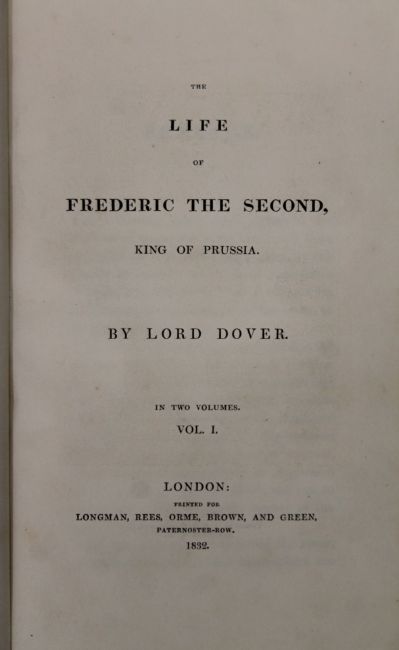 THE
LIFE
OF
FREDERIC THE SECOND,
KING OF PRUSSIA.
BY LORD DOVER.
IN TWO VOLUMES.
VOL. I.
LONDON:
PRINTED FOR
LONGMAN, REES, ORME, BROWN, AND GREEN,
PATERNOSTER-ROW.
1832.